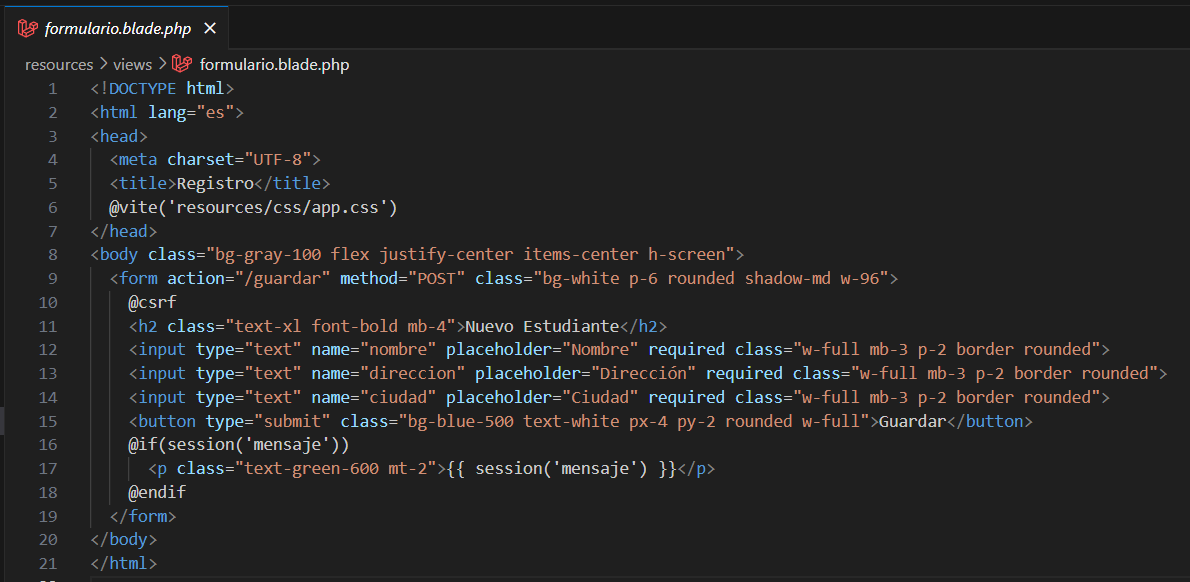 formulario.blade.php
resources > views > formulario.blade.php
1 <!DOCTYPE html>
2 <html lang="es">
3 <head>
4 <meta charset="UTF-8">
5 <title>Registro</title>
6 @vite('resources/css/app.css')
7 </head>
8 <body class="bg-gray-100 flex justify-center items-center h-screen">
9 <form action="/guardar" method="POST" class="bg-white p-6 rounded shadow-md w-96">
10 @csrf
11 <h2 class="text-xl font-bold mb-4">Nuevo Estudiante</h2>
12 <input type="text" name="nombre" placeholder="Nombre" required class="w-full mb-3 p-2 border rounded">
13 <input type="text" name="direccion" placeholder="Dirección" required class="w-full mb-3 p-2 border rounded">
14 <input type="text" name="ciudad" placeholder="Ciudad" required class="w-full mb-3 p-2 border rounded">
15 <button type="submit" class="bg-blue-500 text-white px-4 py-2 rounded w-full">Guardar</button>
16 @if(session('mensaje'))
17 <p class="text-green-600 mt-2">{{ session('mensaje') }}</p>
18 @endif
19 </form>
20 </body>
21 </html>